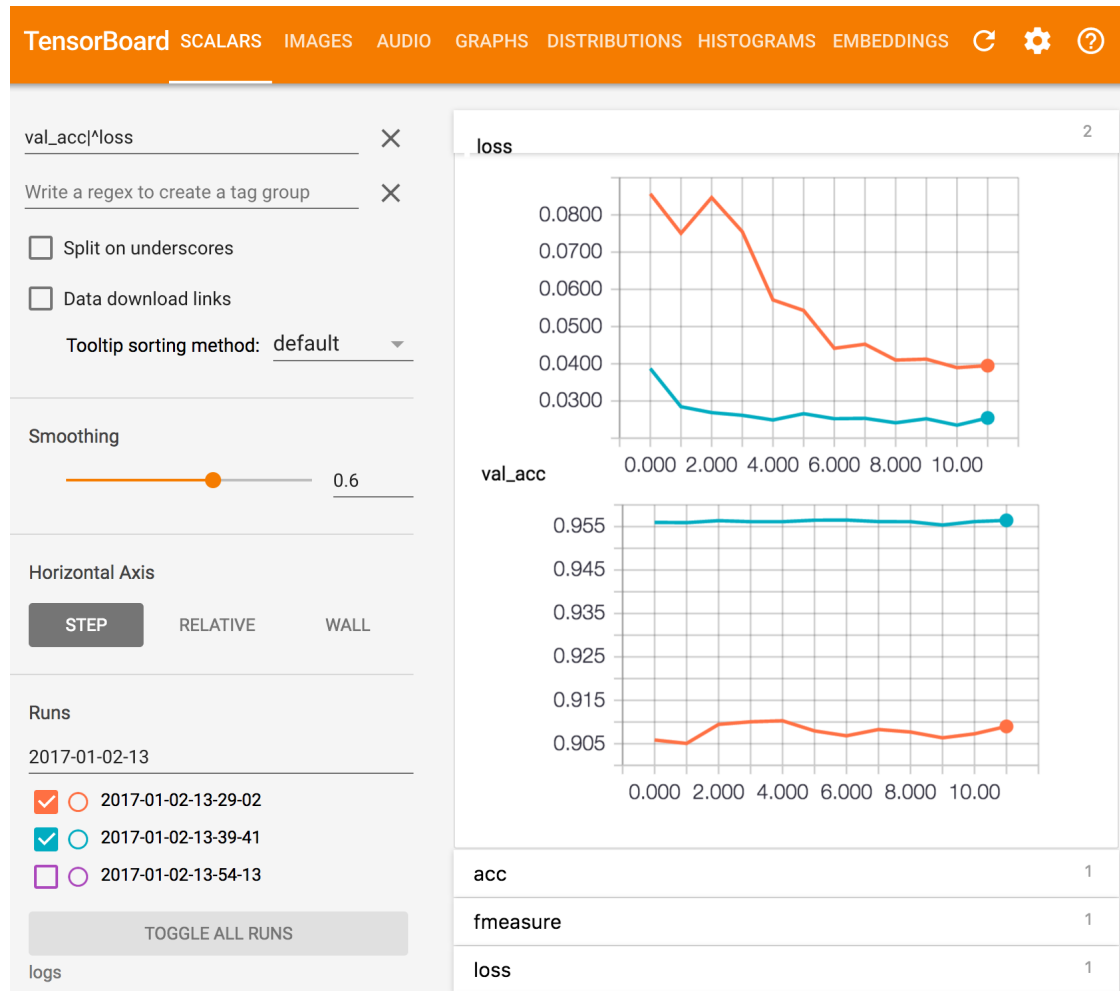 TensorBoard SCALARS IMAGES AUDIO GRAPHS DISTRIBUTIONS HISTOGRAMS EMBEDDINGS
val_acc|^loss
Write a regex to create a tag group
Split on underscores
Data download links
Tooltip sorting method: default
Smoothing
0.6
Horizontal Axis
STEP RELATIVE WALL
Runs
2017-01-02-13
2017-01-02-13-29-02
2017-01-02-13-39-41
2017-01-02-13-54-13
TOGGLE ALL RUNS
logs
loss 2
0.0800
0.0700
0.0600
0.0500
0.0400
0.0300
0.000 2.000 4.000 6.000 8.000 10.00
val_acc
0.955
0.945
0.935
0.925
0.915
0.905
0.000 2.000 4.000 6.000 8.000 10.00
acc 1
fmeasure 1
loss 1